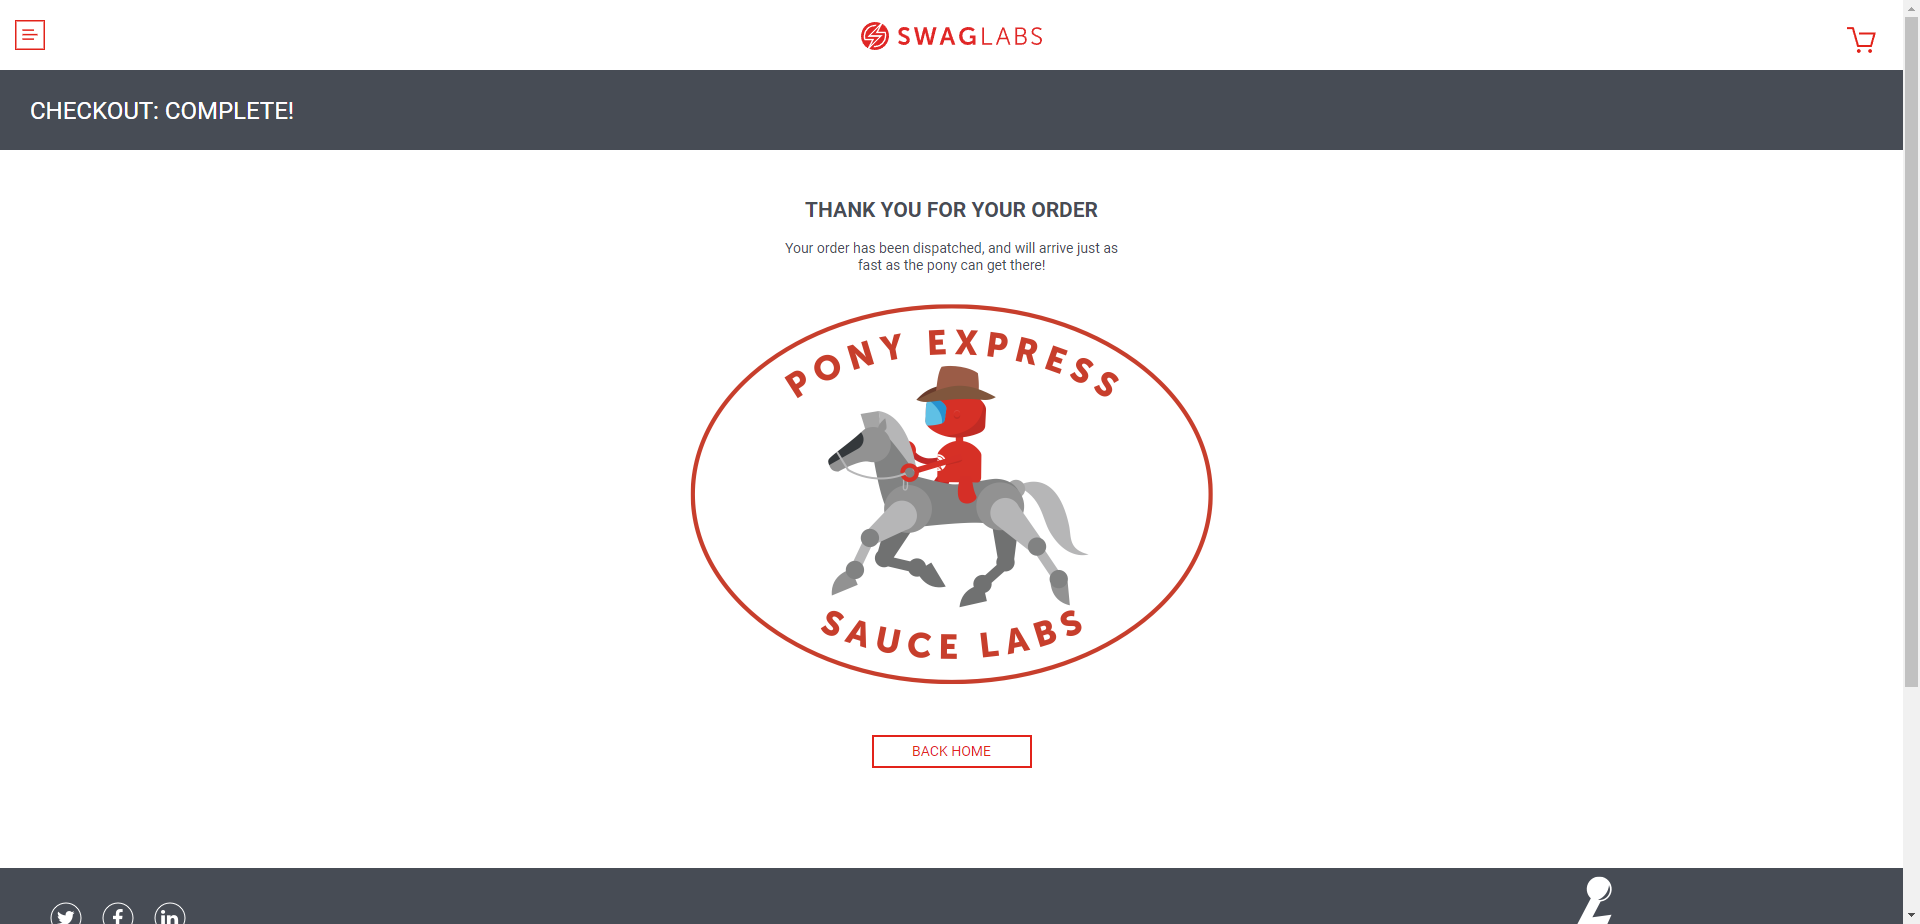 SWAGLABS
CHECKOUT: COMPLETE!
THANK YOU FOR YOUR ORDER
Your order has been dispatched, and will arrive just as
fast as the pony can get there!
PONY EXPRESS
SAUCE LABS
BACK HOME